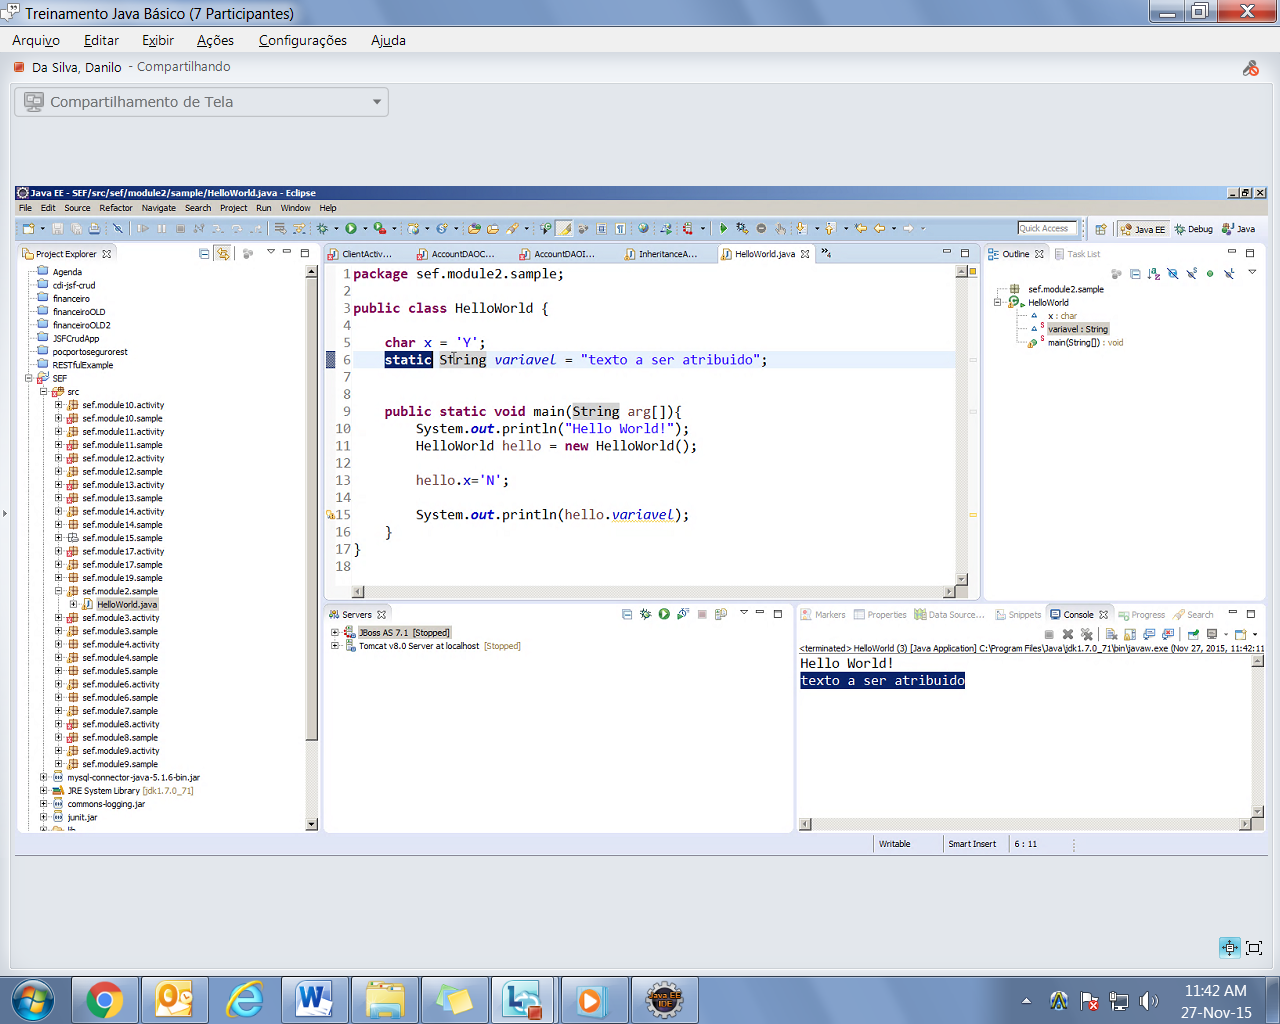 Treinamento Java Básico (7 Participantes)
Arquivo Editar Exibir Ações Configurações Ajuda
Da Silva, Danilo - Compartilhando
Compartilhamento de Tela
Java EE - SEF/src/sef/module2/sample/HelloWorld.java - Eclipse
File Edit Source Refactor Navigate Search Project Run Window Help
Quick Access Java EE Debug Java
Project Explorer
Agenda
cdi-jsf-crud
financeiro
financeiroOLD
financeiroOLD2
JSFCrudApp
pocportosegurorest
RESTfulExample
SEF
src
sef.module10.activity
sef.module10.sample
sef.module11.activity
sef.module11.sample
sef.module12.activity
sef.module12.sample
sef.module13.activity
sef.module13.sample
sef.module14.activity
sef.module14.sample
sef.module15.sample
sef.module17.activity
sef.module17.sample
sef.module19.sample
sef.module2.sample
HelloWorld.java
sef.module3.activity
sef.module3.sample
sef.module4.activity
sef.module4.sample
sef.module5.sample
sef.module6.activity
sef.module6.sample
sef.module7.sample
sef.module8.activity
sef.module8.sample
sef.module9.activity
sef.module9.sample
mysql-connector-java-5.1.6-bin.jar
JRE System Library [jdk1.7.0_71]
commons-logging.jar
junit.jar
lib
ClientActiv... AccountDAOC... AccountDAOI... InheritanceA... HelloWorld.java »4
1 package sef.module2.sample;
2
3 public class HelloWorld {
4
5 char x = 'Y';
6 static String variavel = "texto a ser atribuido";
7
8
9 public static void main(String arg[]){
10 System.out.println("Hello World!");
11 HelloWorld hello = new HelloWorld();
12
13 hello.x='N';
14
15 System.out.println(hello.variavel);
16 }
17 }
18
Outline Task List
sef.module2.sample
HelloWorld
x : char
variavel : String
main(String[]) : void
Servers
JBoss AS 7.1 [Stopped]
Tomcat v8.0 Server at localhost [Stopped]
Markers Properties Data Source... Snippets Console Progress Search
<terminated> HelloWorld (3) [Java Application] C:\Program Files\Java\jdk1.7.0_71\bin\javaw.exe (Nov 27, 2015, 11:42:11
Hello World!
texto a ser atribuido
Writable Smart Insert 6 : 11
Java EE
IDE
11:42 AM
27-Nov-15